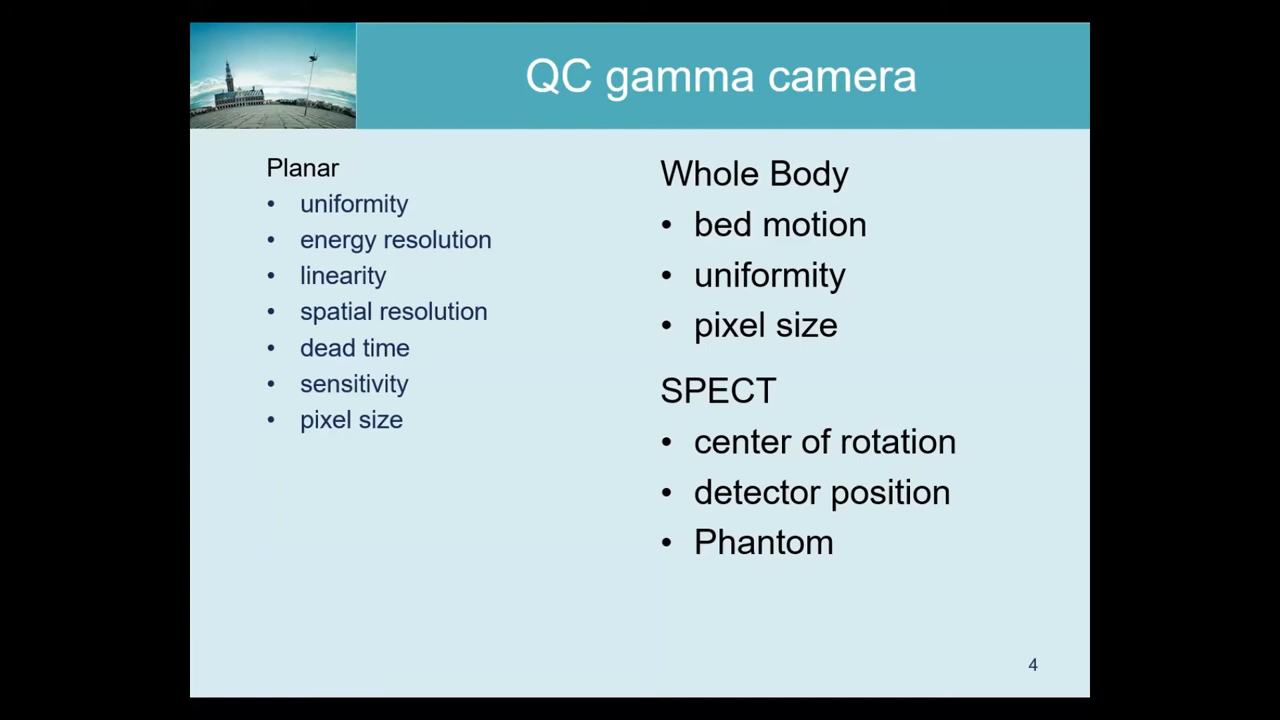 QC gamma camera
Planar
• uniformity
• energy resolution
• linearity
• spatial resolution
• dead time
• sensitivity
• pixel size
Whole Body
• bed motion
• uniformity
• pixel size
SPECT
• center of rotation
• detector position
• Phantom
4